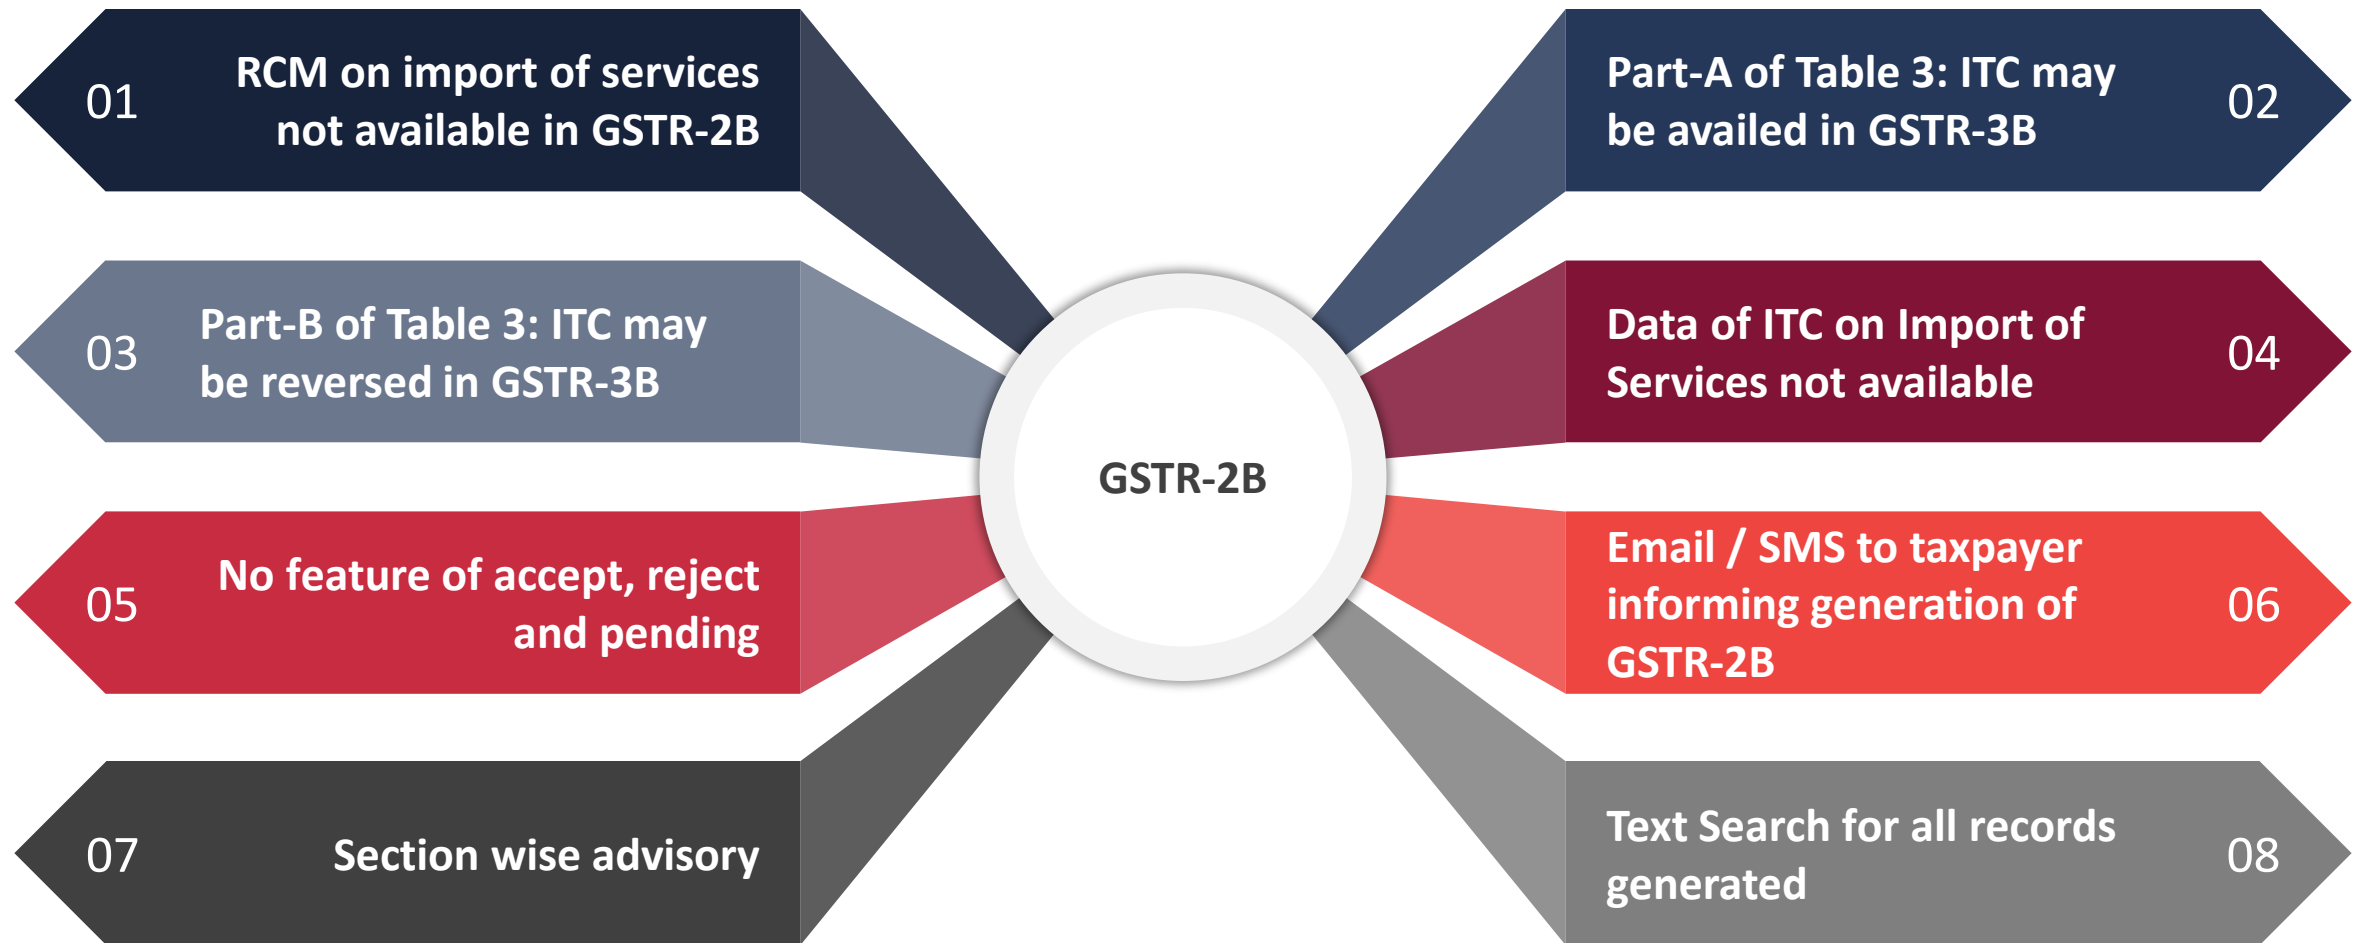 01
RCM on import of services
not available in GSTR-2B
Part-A of Table 3: ITC may
be availed in GSTR-3B
02
03
Part-B of Table 3: ITC may
be reversed in GSTR-3B
Data of ITC on Import of
Services not available
04
GSTR-2B
05
No feature of accept, reject
and pending
Email / SMS to taxpayer
informing generation of
GSTR-2B
06
07
Section wise advisory
Text Search for all records
generated
08